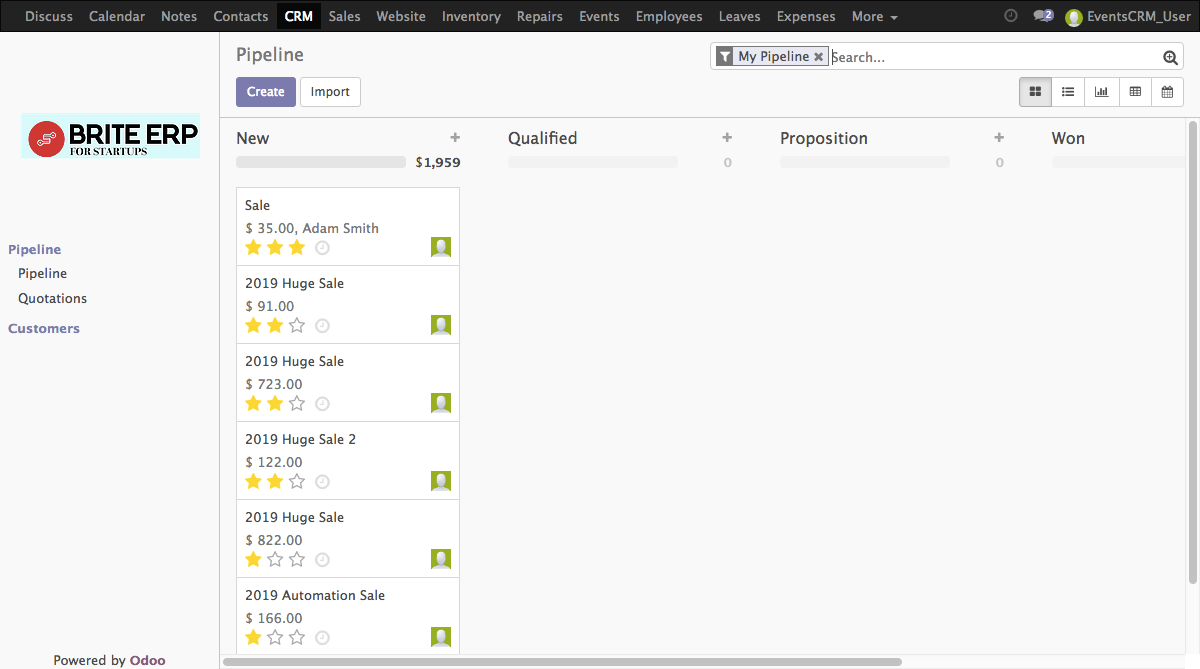 Discuss Calendar Notes Contacts CRM Sales Website Inventory Repairs Events Employees Leaves Expenses More 2 EventsCRM_User
Pipeline
My Pipeline Search...
Create Import
BRITE ERP
FOR STARTUPS
Pipeline
Pipeline
Quotations
Customers
New Qualified Proposition Won
$1,959 0 0
Sale
$ 35.00, Adam Smith
2019 Huge Sale
$ 91.00
2019 Huge Sale
$ 723.00
2019 Huge Sale 2
$ 122.00
2019 Huge Sale
$ 822.00
2019 Automation Sale
$ 166.00
Powered by Odoo